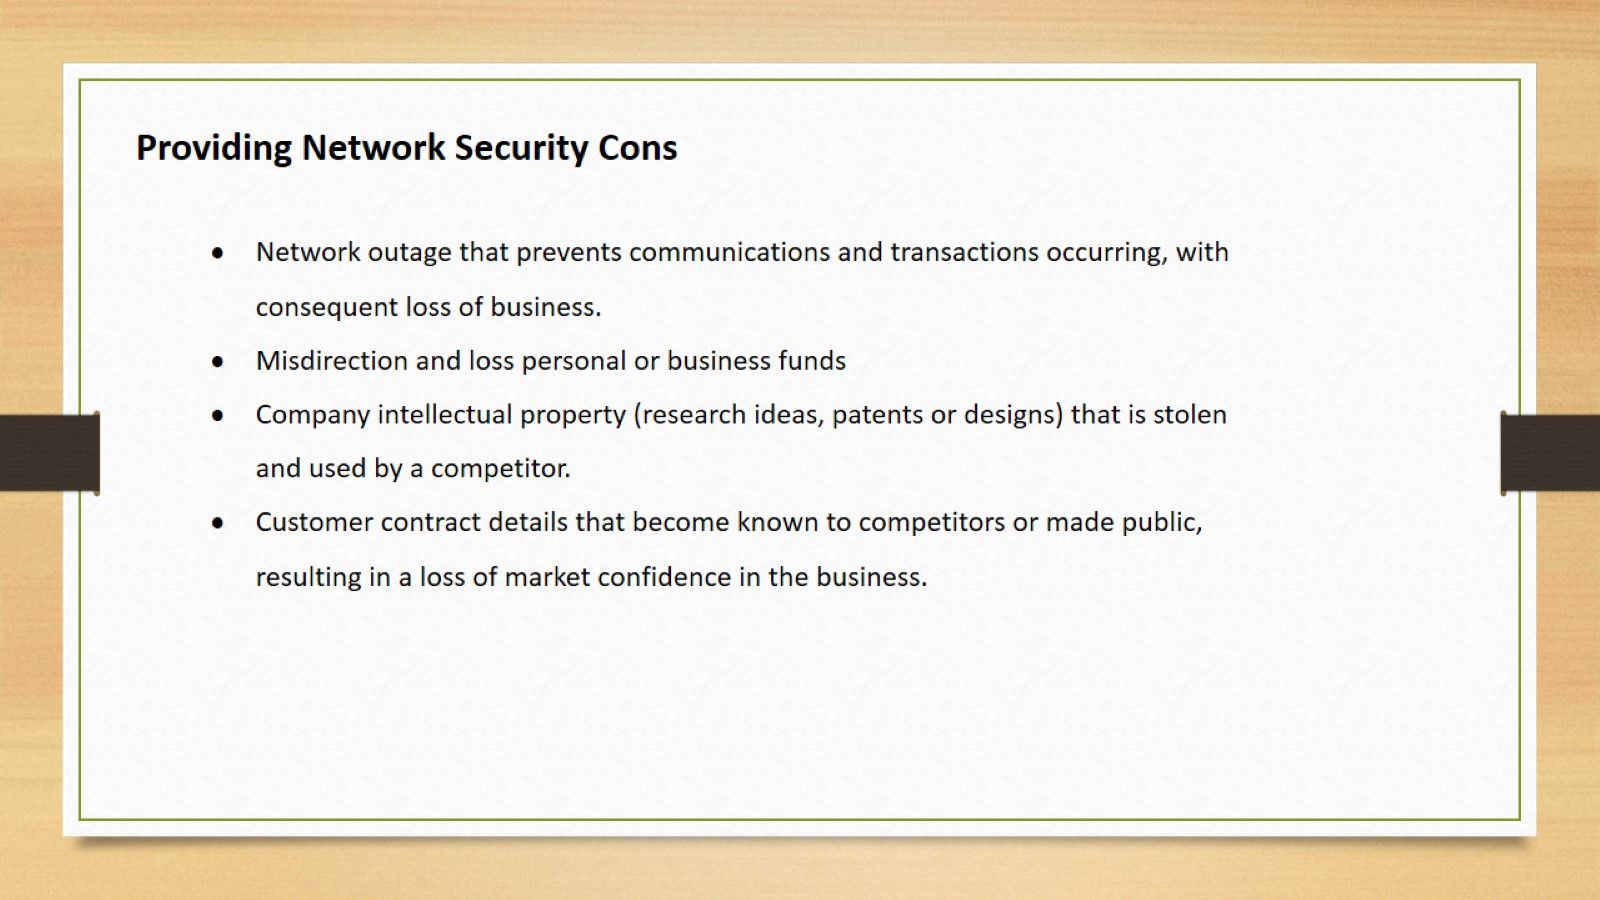 Providing Network Security Cons
● Network outage that prevents communications and transactions occurring, with
consequent loss of business.
● Misdirection and loss personal or business funds
● Company intellectual property (research ideas, patents or designs) that is stolen
and used by a competitor.
● Customer contract details that become known to competitors or made public,
resulting in a loss of market confidence in the business.